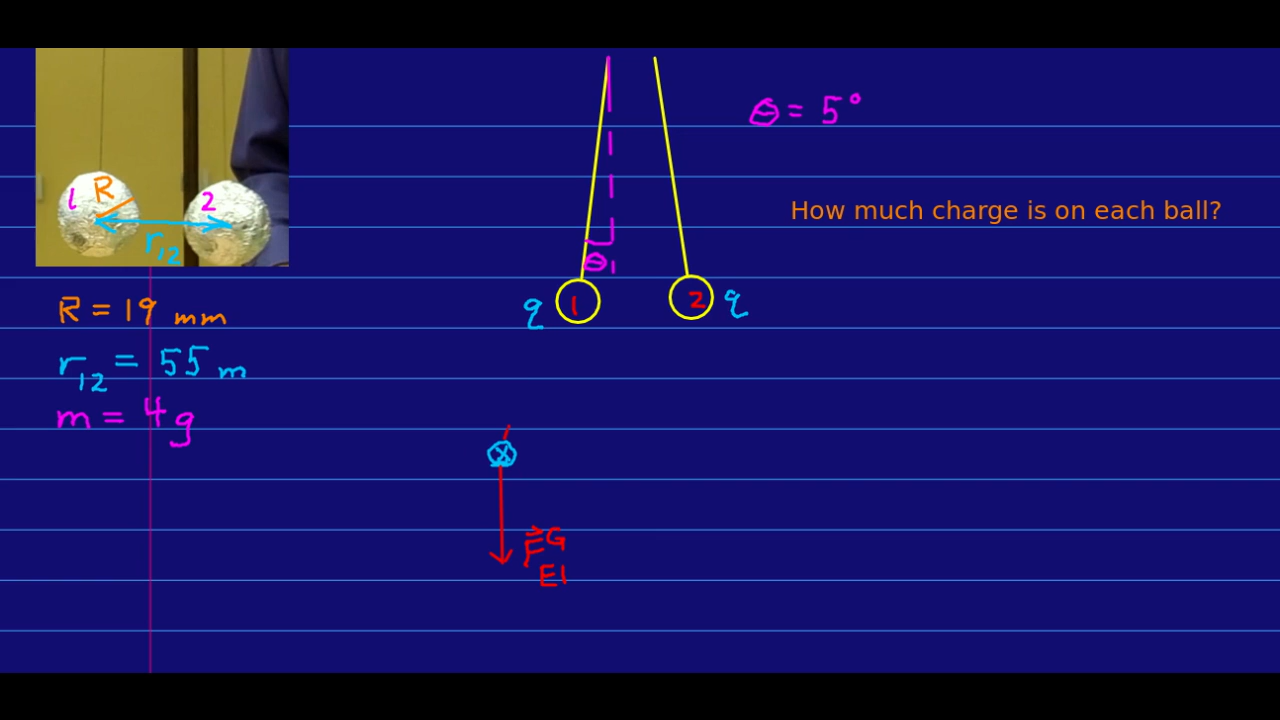 1 R 2
r12
R = 19 mm
r12 = 55 m
m = 4 g
θ = 5°
How much charge is on each ball?
θ1
q 1 2 q
F⃗G
E1